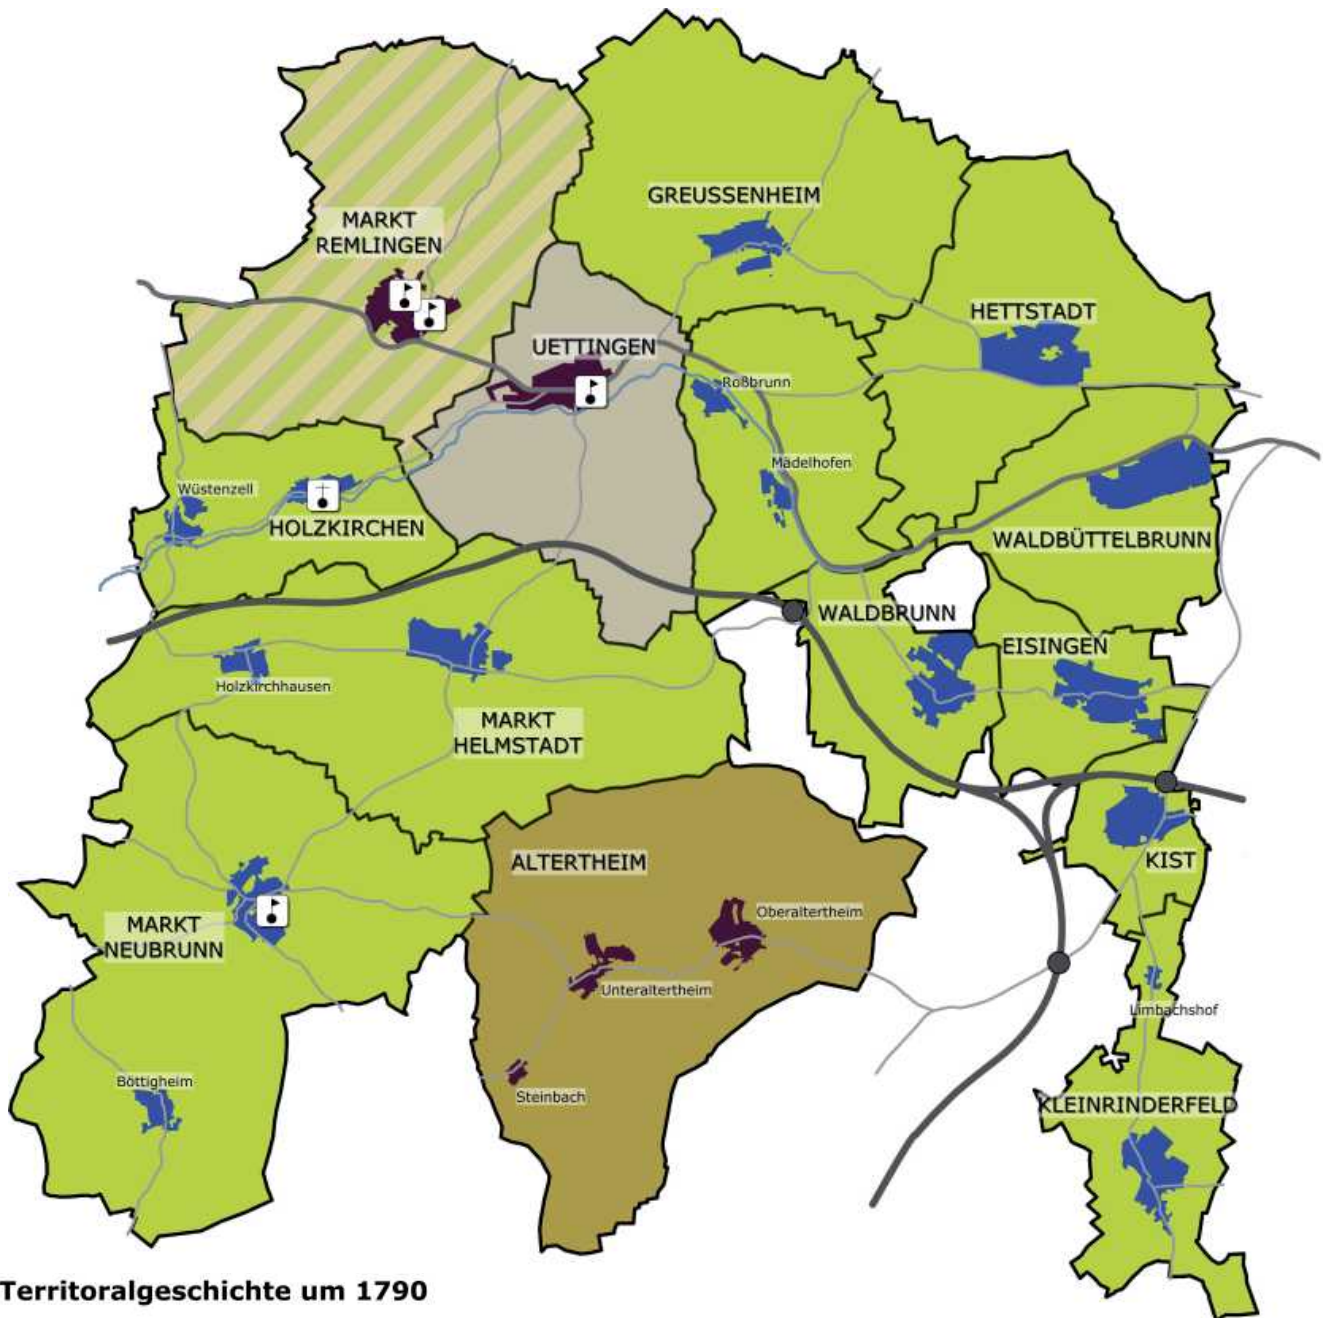 GREUSSENHEIM
MARKT
REMLINGEN
HETTSTADT
UETTINGEN
Roßbrunn
Mädelhofen
Wüstenzell
HOLZKIRCHEN
WALDBÜTTELBRUNN
WALDBRUNN
EISINGEN
Holzkirchhausen
MARKT
HELMSTADT
ALTERTHEIM
KIST
Oberaltertheim
MARKT
NEUBRUNN
Unteraltertheim
Limbachshof
Böttigheim
Steinbach
KLEINRINDERFELD
Territoralgeschichte um 1790